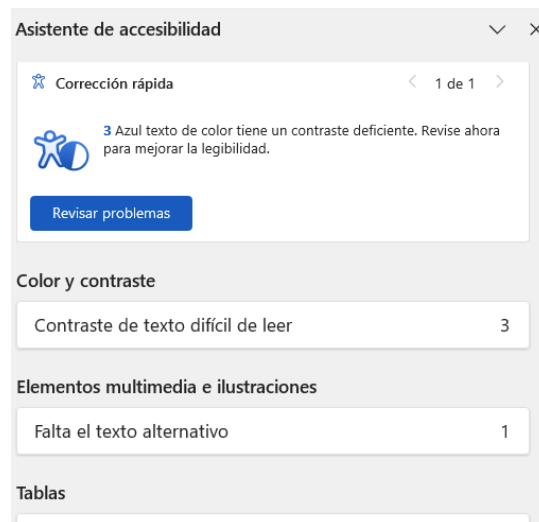 Asistente de accesibilidad
Corrección rápida
1 de 1
3 Azul texto de color tiene un contraste deficiente. Revise ahora
para mejorar la legibilidad.
Revisar problemas
Color y contraste
Contraste de texto difícil de leer 3
Elementos multimedia e ilustraciones
Falta el texto alternativo 1
Tablas